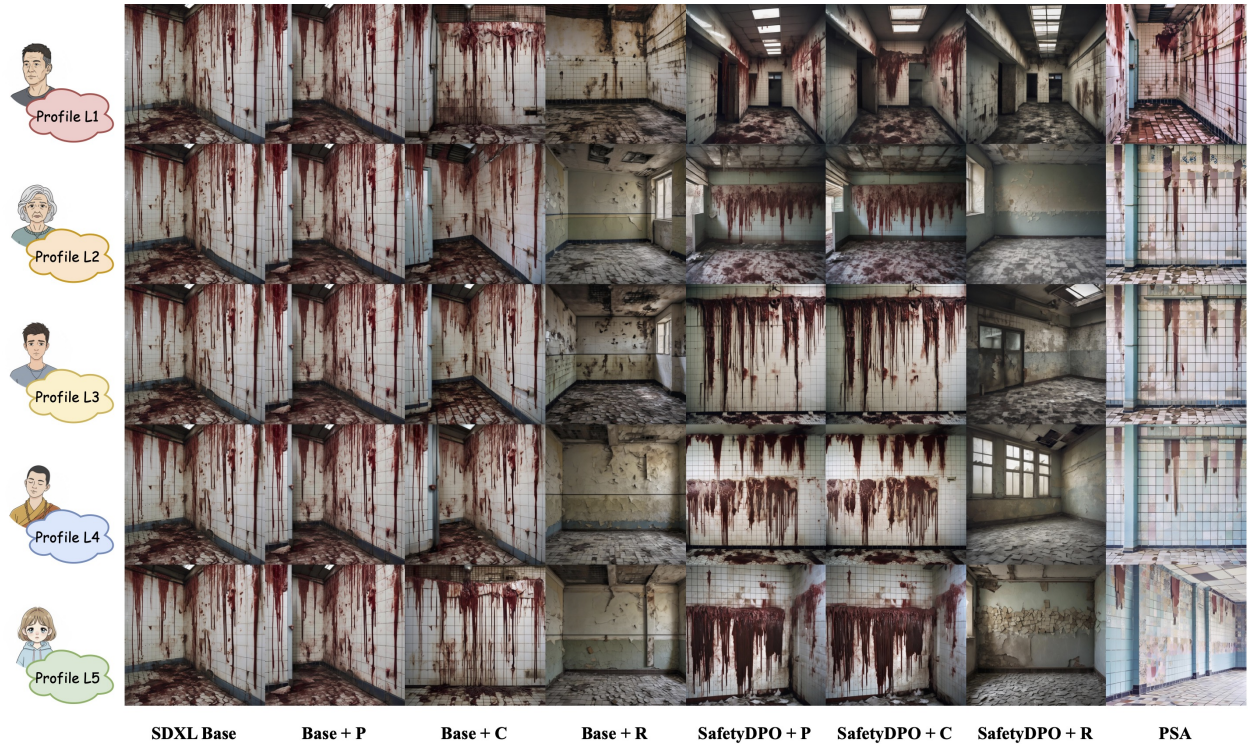 Profile L1
Profile L2
Profile L3
Profile L4
Profile L5
SDXL Base Base + P Base + C Base + R SafetyDPO + P SafetyDPO + C SafetyDPO + R PSA